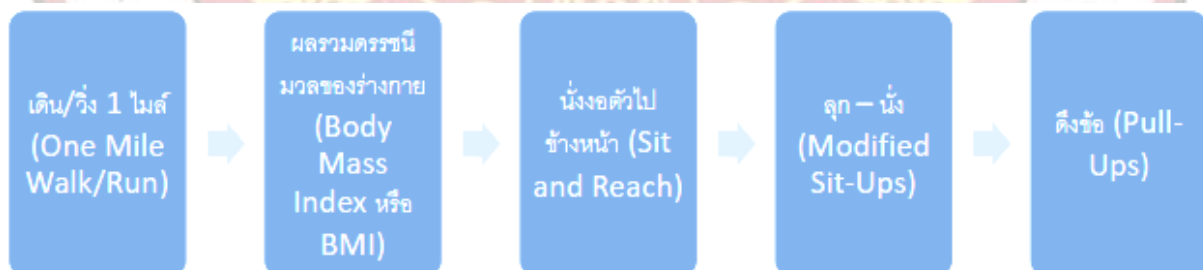 เดิน/วิ่ง 1 ไมล์
(One Mile
Walk/Run)
ผลรวมดรรชนี
มวลของร่างกาย
(Body
Mass
Index หรือ
BMI)
นั่งงอตัวไป
ข้างหน้า (Sit
and Reach)
ลุก – นั่ง
(Modified
Sit-Ups)
ดึงข้อ (Pull-
Ups)